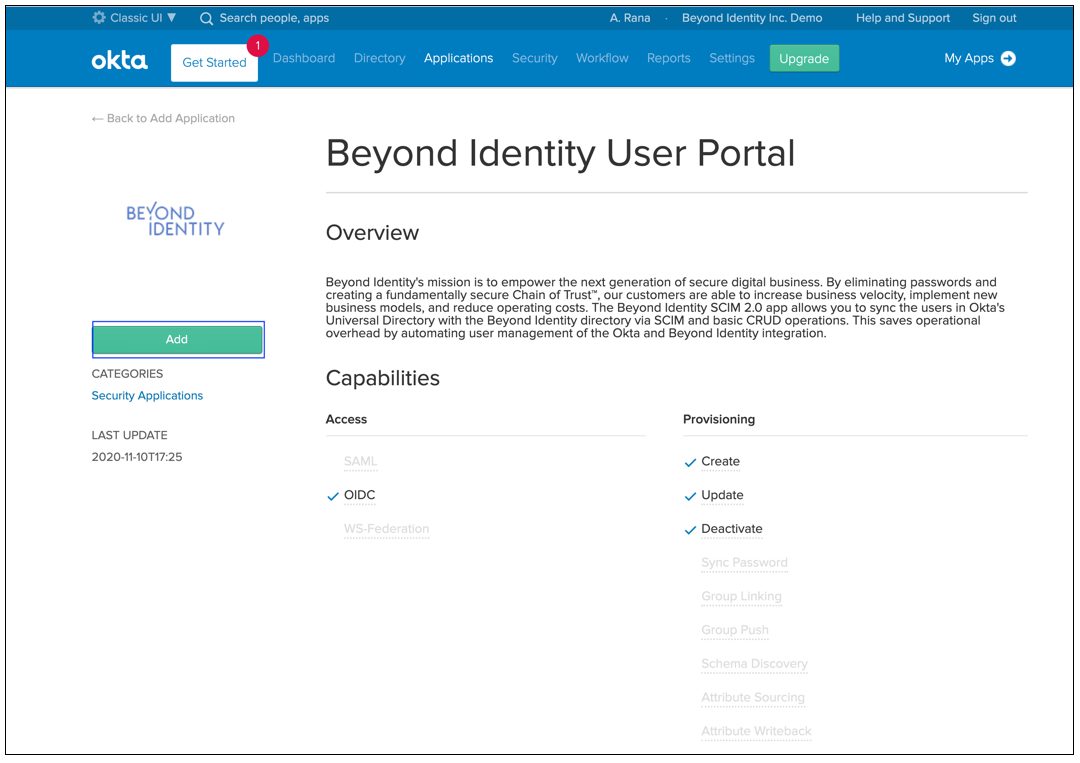 Classic UI ▼ Search people, apps A. Rana · Beyond Identity Inc. Demo Help and Support Sign out
okta Get Started 1 Dashboard Directory Applications Security Workflow Reports Settings Upgrade My Apps
← Back to Add Application
Beyond Identity User Portal
BEYOND
IDENTITY
Overview
Beyond Identity's mission is to empower the next generation of secure digital business. By eliminating passwords and
creating a fundamentally secure Chain of Trust™, our customers are able to increase business velocity, implement new
business models, and reduce operating costs. The Beyond Identity SCIM 2.0 app allows you to sync the users in Okta's
Universal Directory with the Beyond Identity directory via SCIM and basic CRUD operations. This saves operational
overhead by automating user management of the Okta and Beyond Identity integration.
Add
CATEGORIES
Security Applications
LAST UPDATE
2020-11-10T17:25
Capabilities
Access
SAML
OIDC
WS-Federation
Provisioning
Create
Update
Deactivate
Sync Password
Group Linking
Group Push
Schema Discovery
Attribute Sourcing
Attribute Writeback